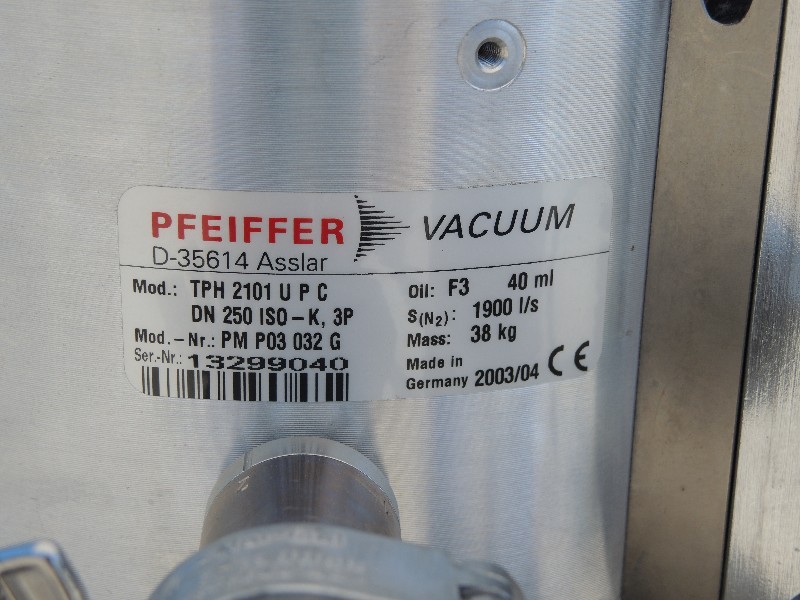 PFEIFFER VACUUM
D-35614 Asslar
Mod.: TPH 2101 U P C
DN 250 ISO-K, 3P
Mod.-Nr.: PM P03 032 G
Ser.-Nr.: 13299040
Oil: F3 40 ml
S(N2): 1900 l/s
Mass: 38 kg
Made in
Germany 2003/04 CE